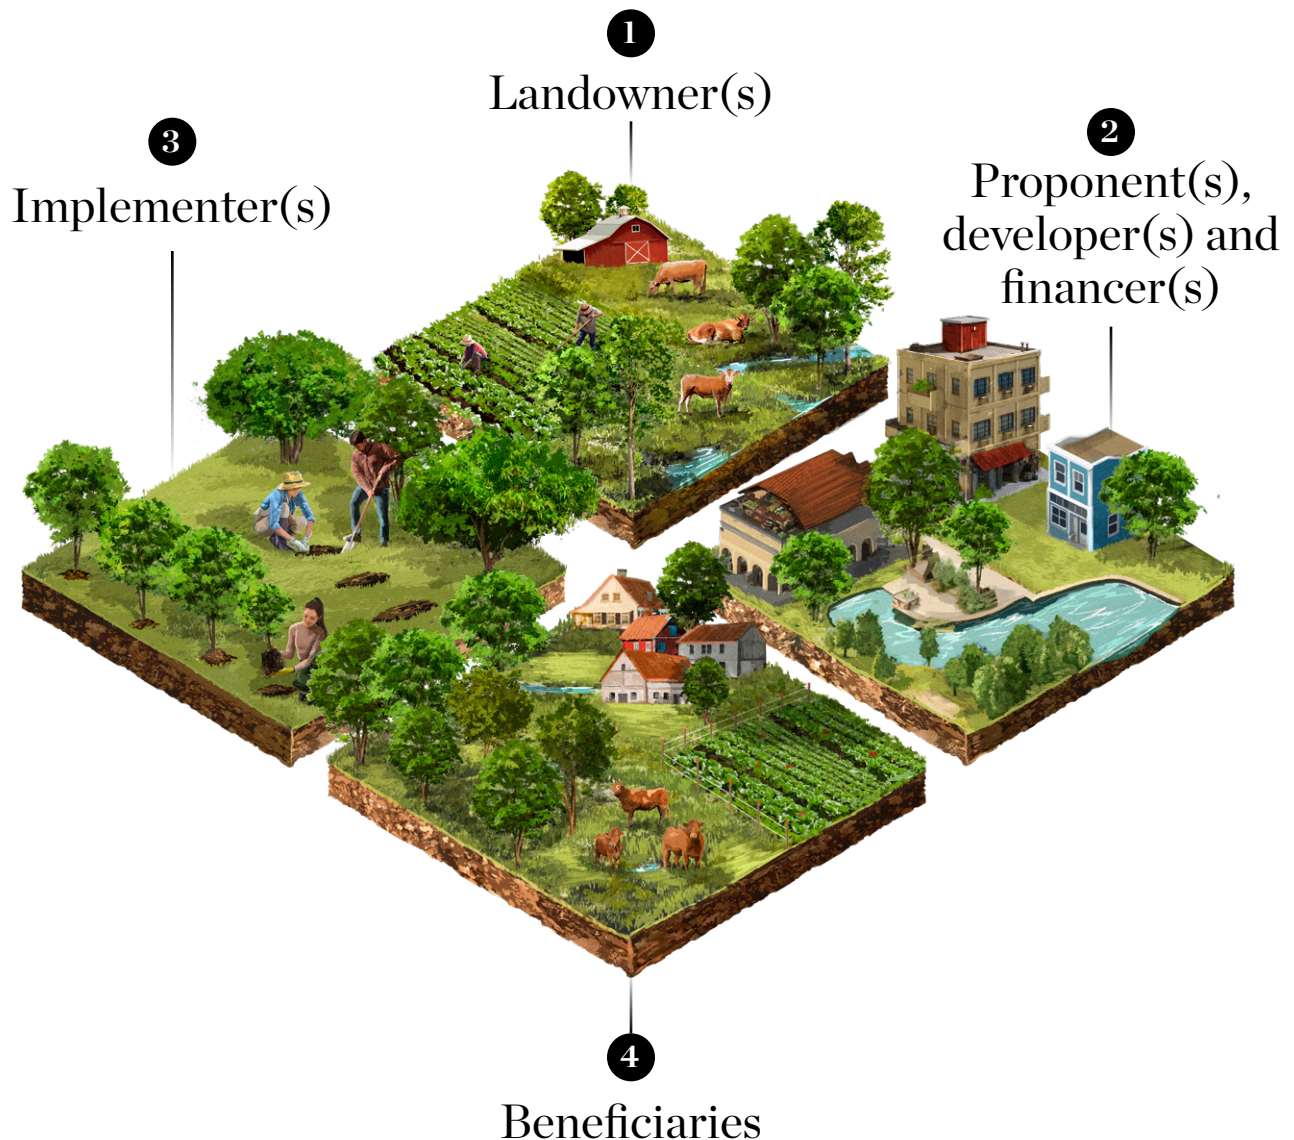 1
Landowner(s)
2
Proponent(s),
developer(s) and
financer(s)
3
Implementer(s)
4
Beneficiaries